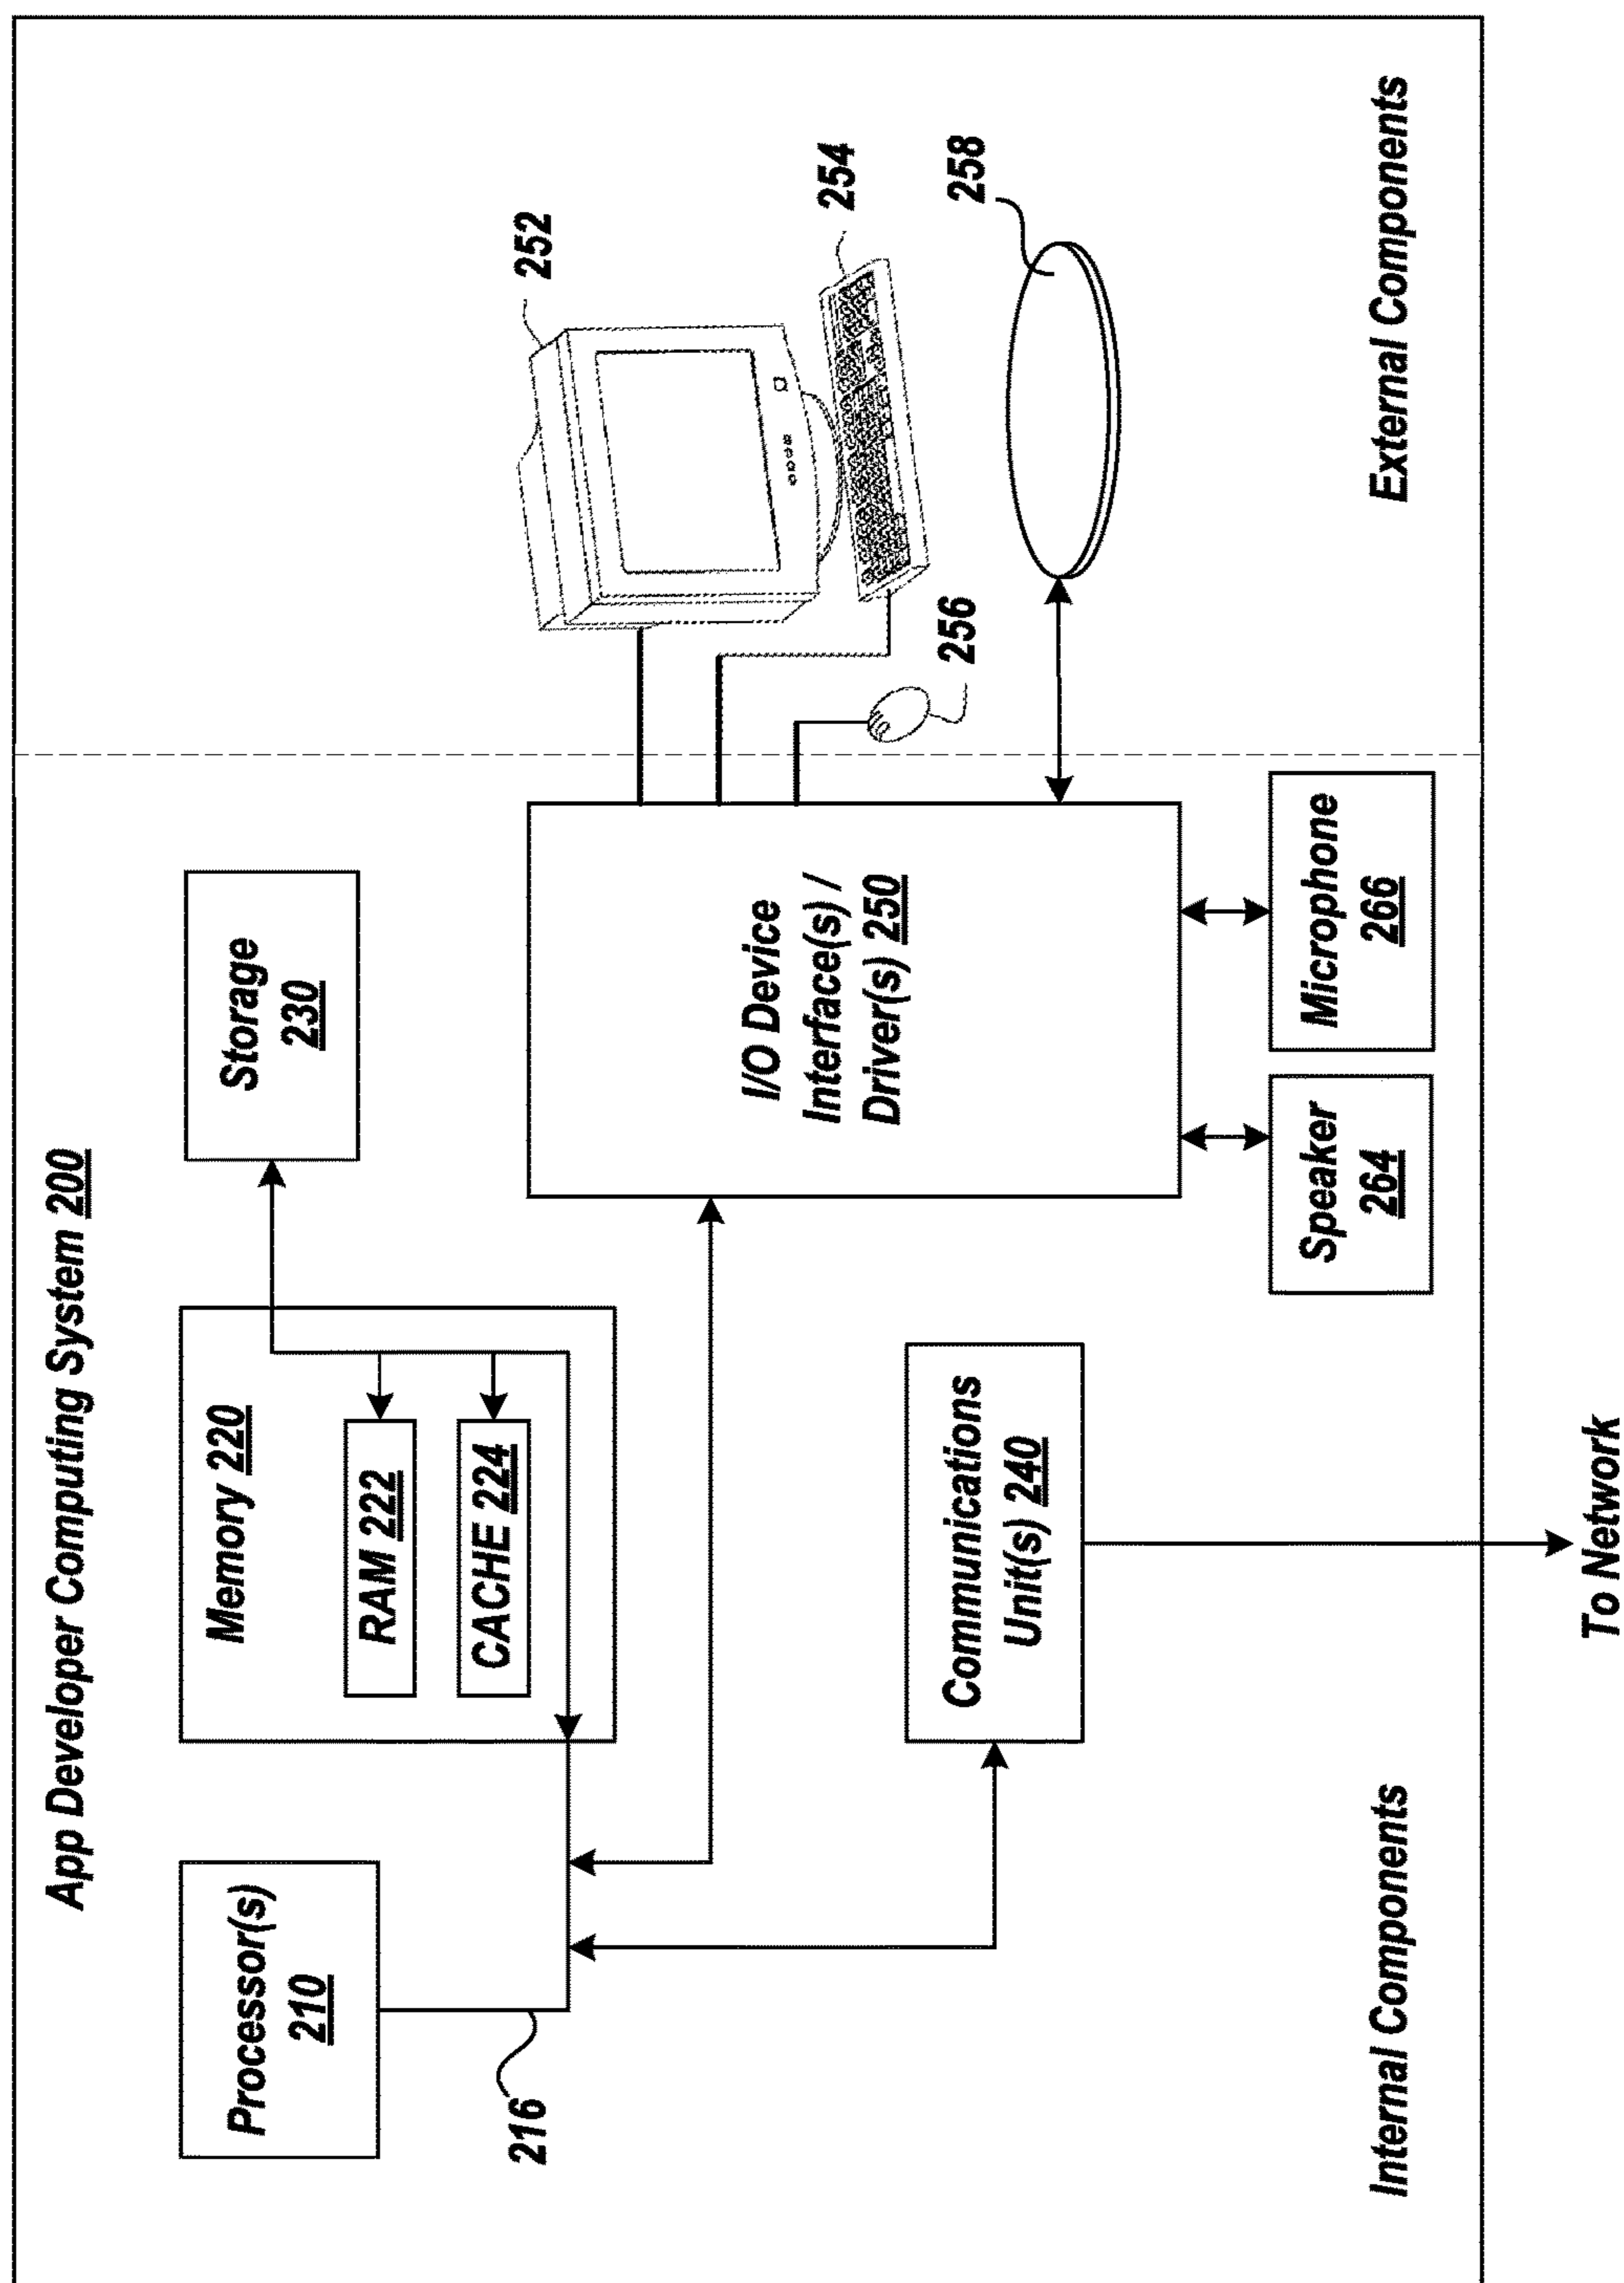 App Developer Computing System 200
Processor(s)
210
216
Memory 220
RAM 222
CACHE 224
Storage
230
I/O Device
Interface(s) /
Driver(s) 250
Communications
Unit(s) 240
Speaker
264
Microphone
266
252
254
256
258
Internal Components
External Components
To Network